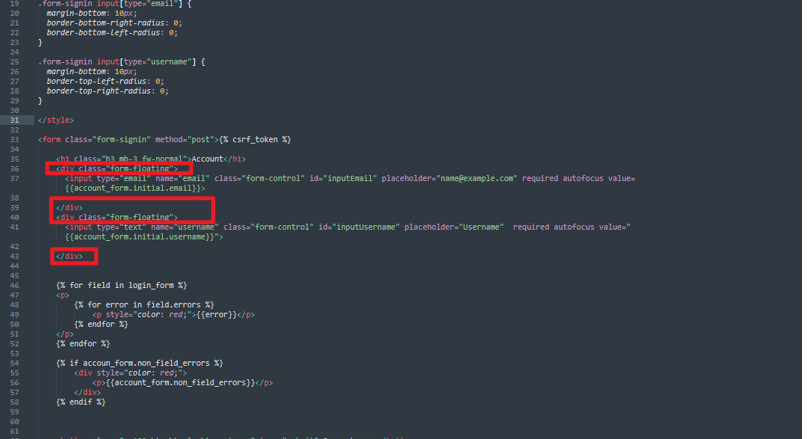 19 .form-signin input[type="email"] {
20 margin-bottom: 10px;
21 border-bottom-right-radius: 0;
22 border-bottom-left-radius: 0;
23 }
24
25 .form-signin input[type="username"] {
26 margin-bottom: 10px;
27 border-top-left-radius: 0;
28 border-top-right-radius: 0;
29 }
30
31 </style>
32
33 <form class="form-signin" method="post">{% csrf_token %}
34
35 <h1 class="h3 mb-3 fw-normal">Account</h1>
36 <div class="form-floating">
37 <input type="email" name="email" class="form-control" id="inputEmail" placeholder="name@example.com" required autofocus value=
{{account_form.initial.email}}>
38
39 </div>
40 <div class="form-floating">
41 <input type="text" name="username" class="form-control" id="inputUsername" placeholder="Username" required autofocus value="
{{account_form.initial.username}}">
42
43 </div>
44
45
46 {% for field in login_form %}
47 <p>
48 {% for error in field.errors %}
49 <p style="color: red;">{{error}}</p>
50 {% endfor %}
51 </p>
52 {% endfor %}
53
54 {% if accoun_form.non_field_errors %}
55 <div style="color: red;">
56 <p>{{account_form.non_field_errors}}</p>
57 </div>
58 {% endif %}
59
60
61